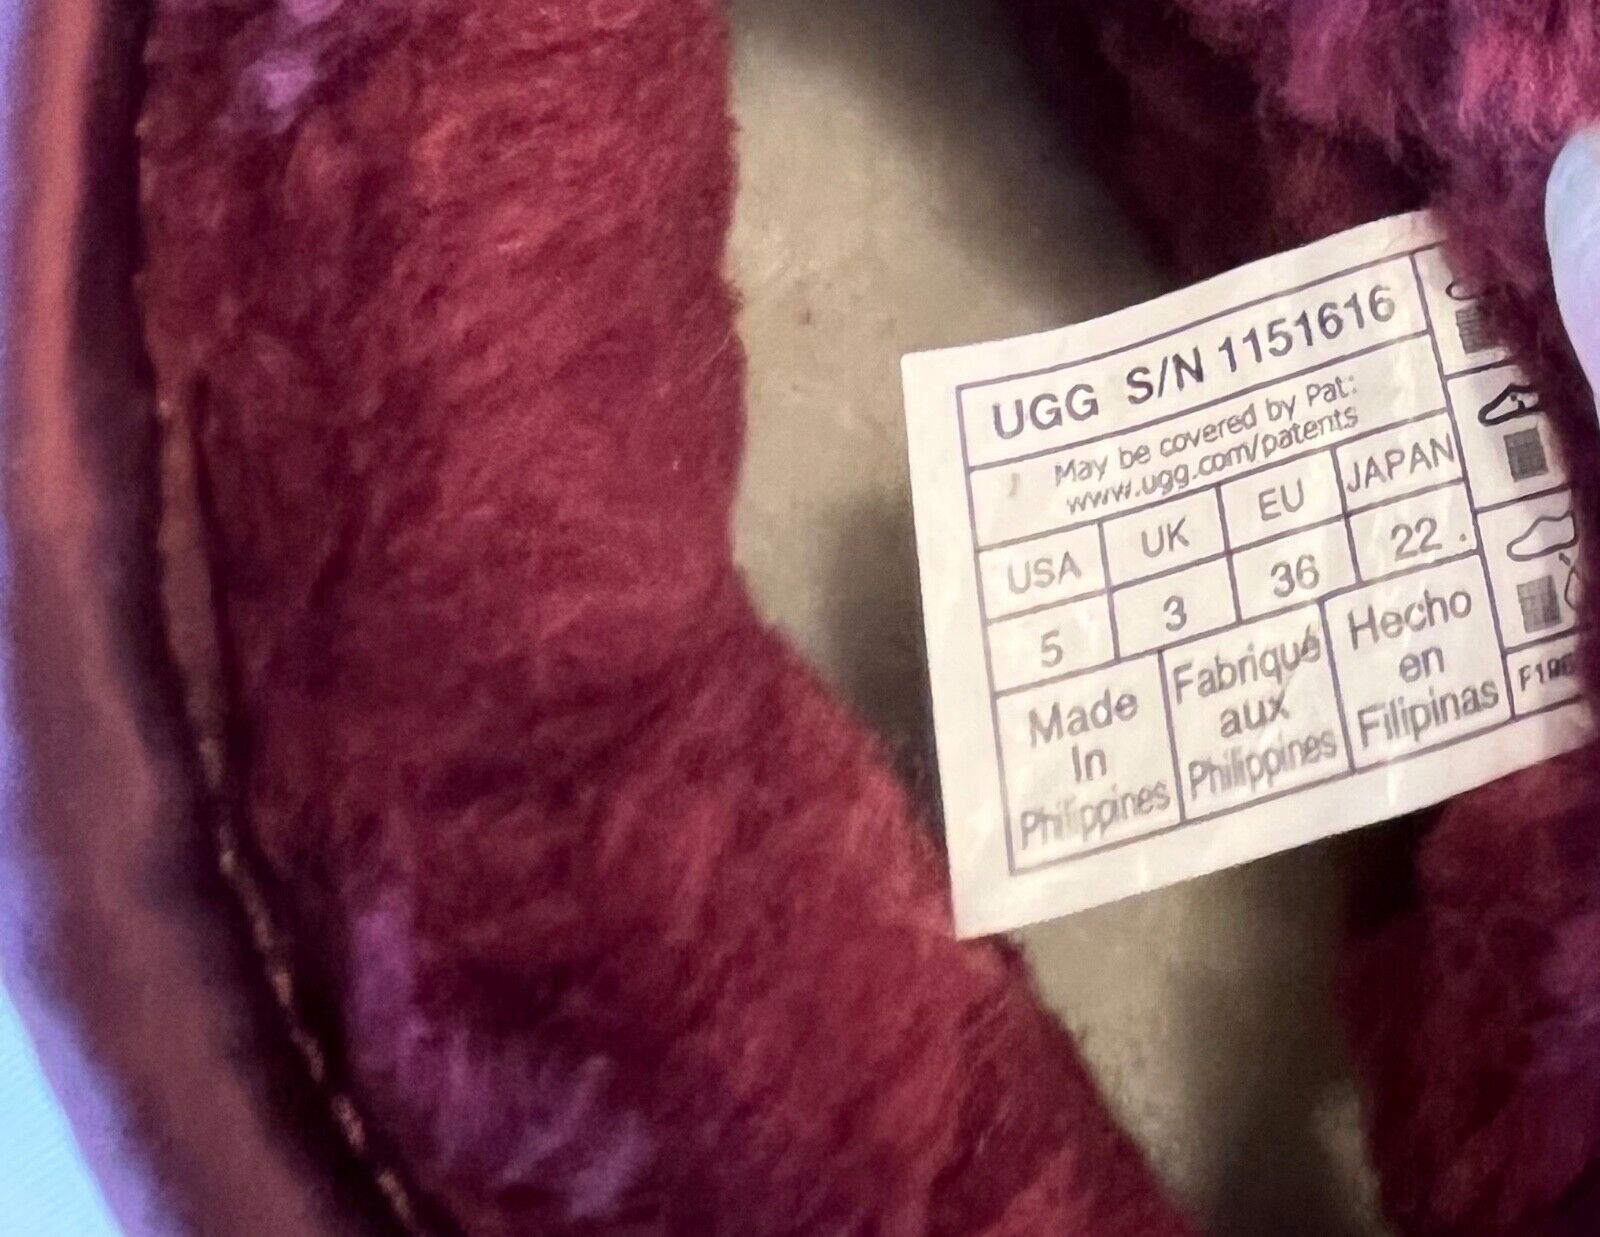 UGG S/N 1151616
May be covered by Pat:
www.ugg.com/patents
USA UK EU JAPAN
5 3 36 22
Made
In
Philippines
Fabriqué
aux
Philippines
Hecho
en
Filipinas